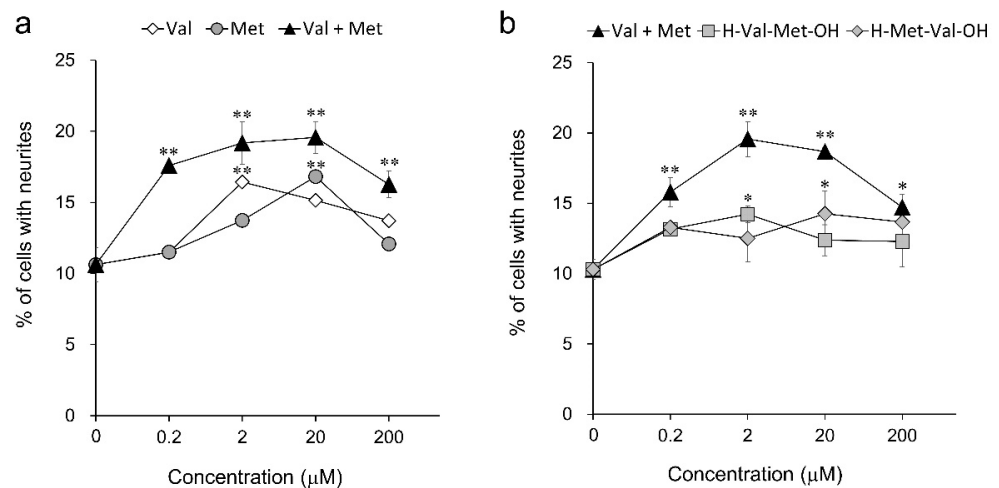 a
Val Met Val + Met
25
20
15
10
5
0
% of cells with neurites
** ** ** ** ** **
0 0.2 2 20 200
Concentration (μM)
b
Val + Met H-Val-Met-OH H-Met-Val-OH
25
20
15
10
5
0
% of cells with neurites
** ** ** * * *
0 0.2 2 20 200
Concentration (μM)